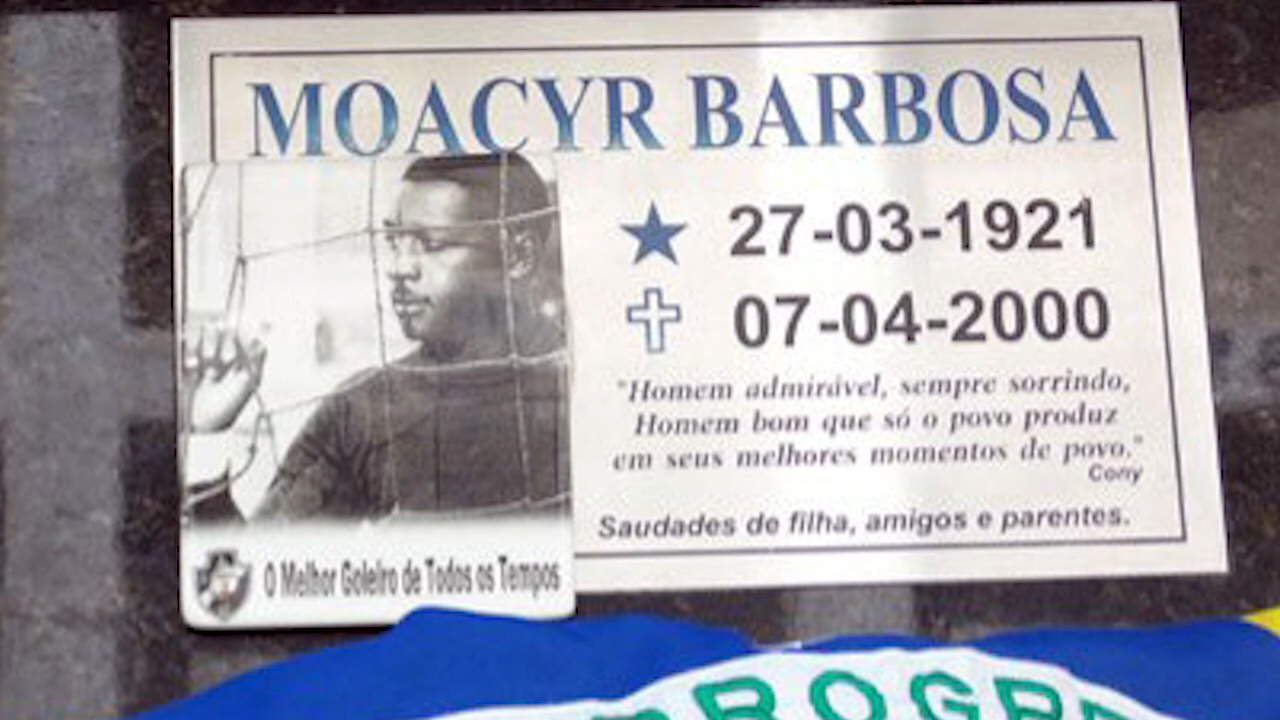 MOACYR BARBOSA
27-03-1921
07-04-2000
"Homem admirável, sempre sorrindo,
Homem bom que só o povo produz
em seus melhores momentos de povo."
Cony
Saudades de filha, amigos e parentes.
O Melhor Goleiro de Todos os Tempos
ROGRE